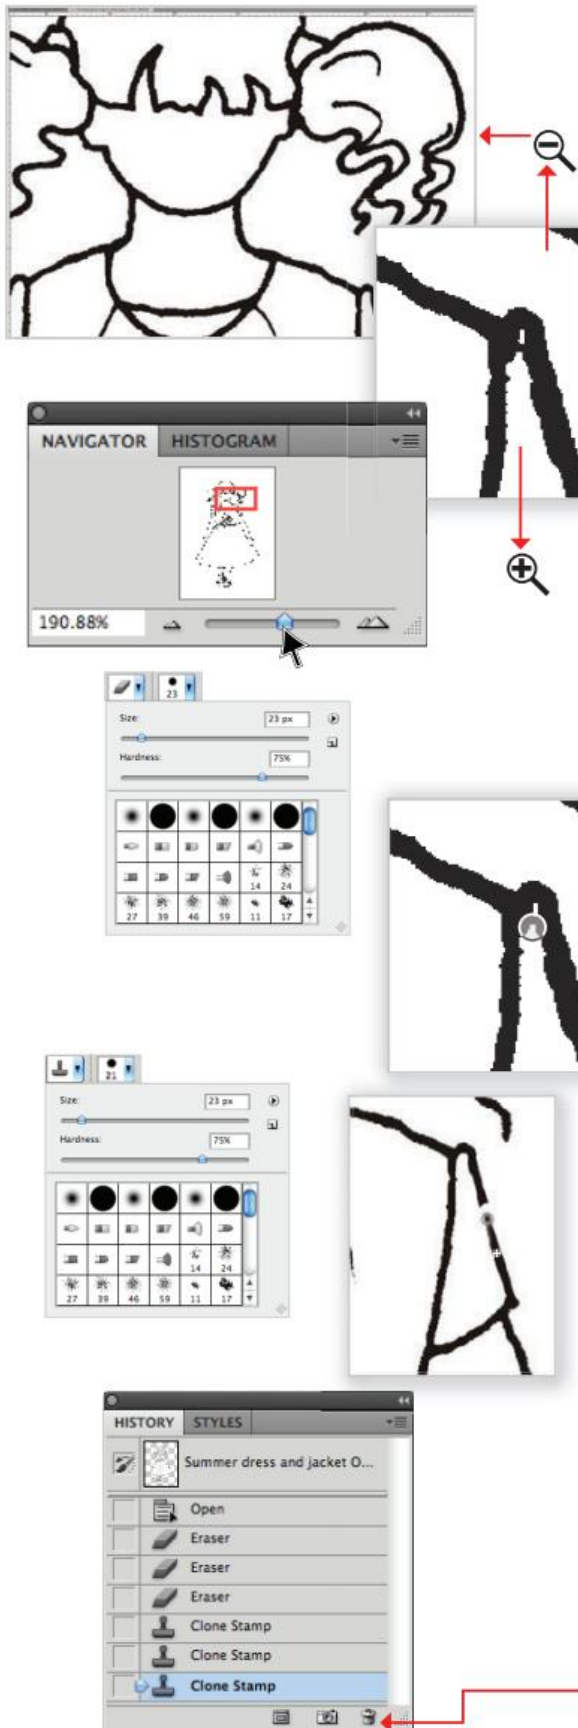 NAVIGATOR HISTOGRAM
190.88%
23
Size: 23 px
Hardness: 75%
14 24
27 39 46 59 11 17
21
Size: 23 px
Hardness: 75%
14 24
27 39 46 59 11 17
HISTORY STYLES
Summer dress and jacket O...
Open
Eraser
Eraser
Eraser
Clone Stamp
Clone Stamp
Clone Stamp